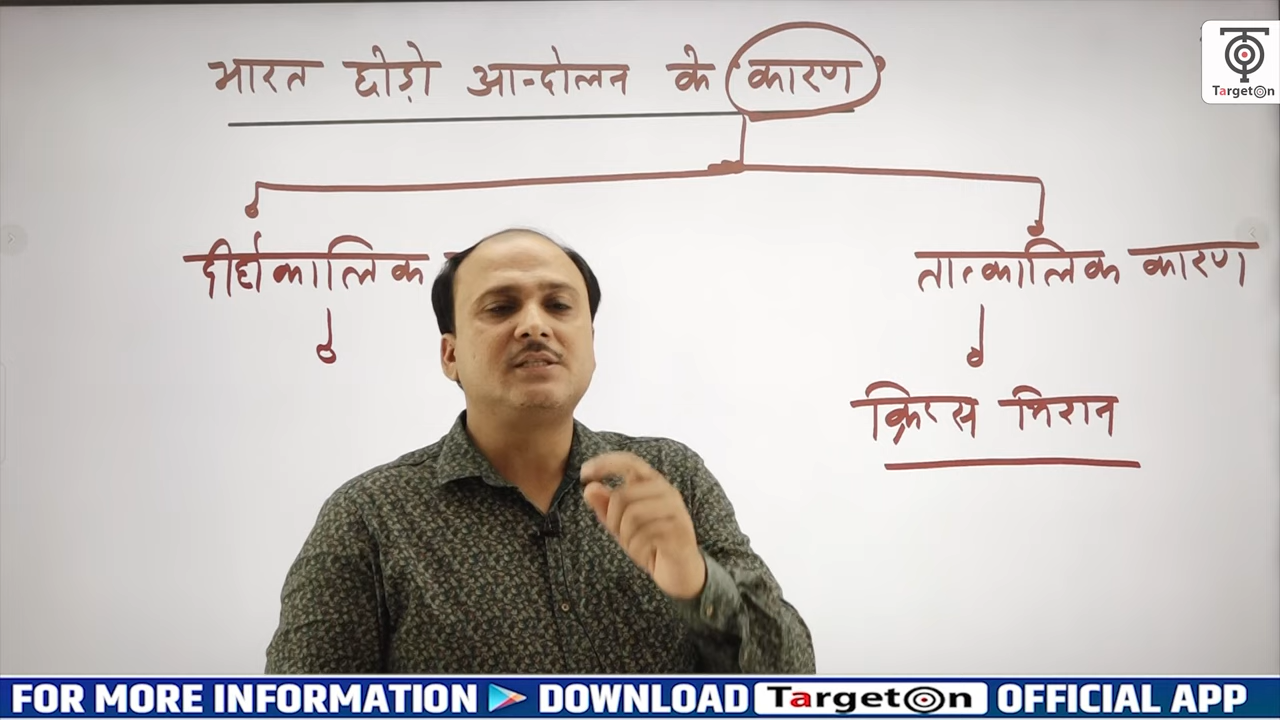 भारत छोड़ो आन्दोलन के कारण
TargetOn
दीर्घकालिक
तात्कालिक कारण
क्रिप्स मिशन
FOR MORE INFORMATION DOWNLOAD TargetOn OFFICIAL APP